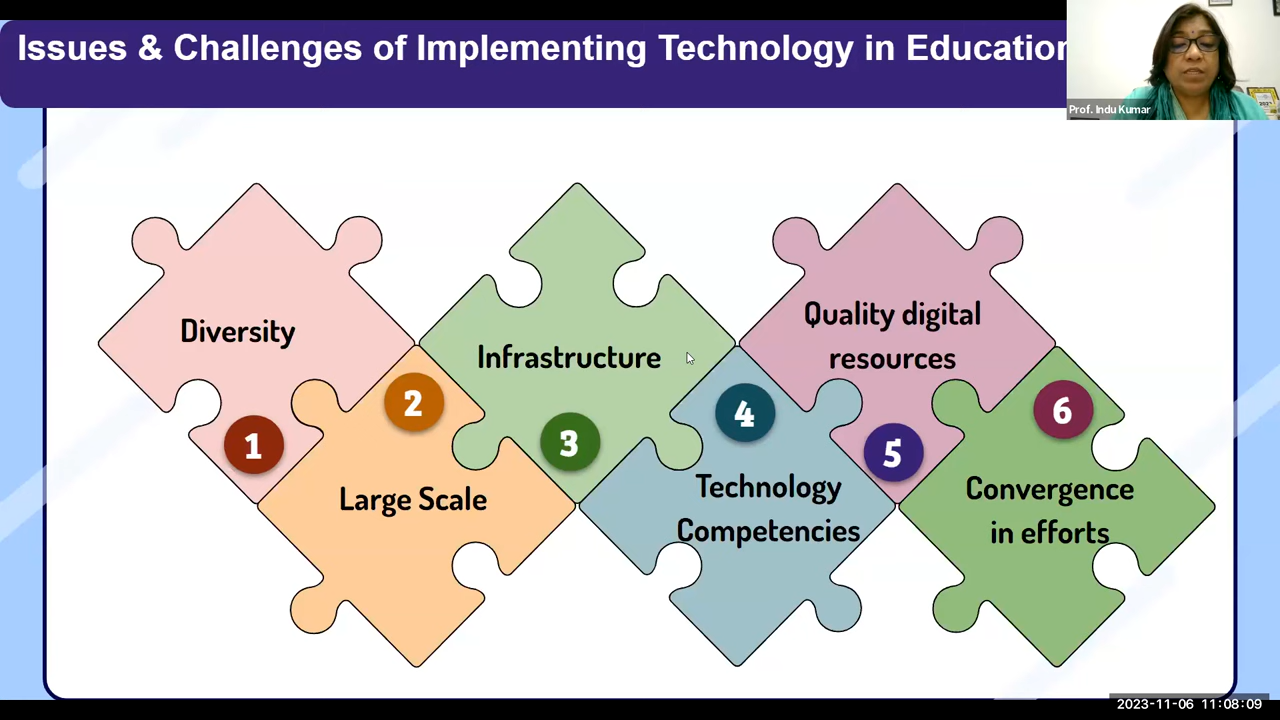 Issues & Challenges of Implementing Technology in Education
Prof. Indu Kumar
Diversity
1
2
Large Scale
Infrastructure
3
4
Technology
Competencies
Quality digital
resources
5
6
Convergence
in efforts
2023-11-06 11:08:09